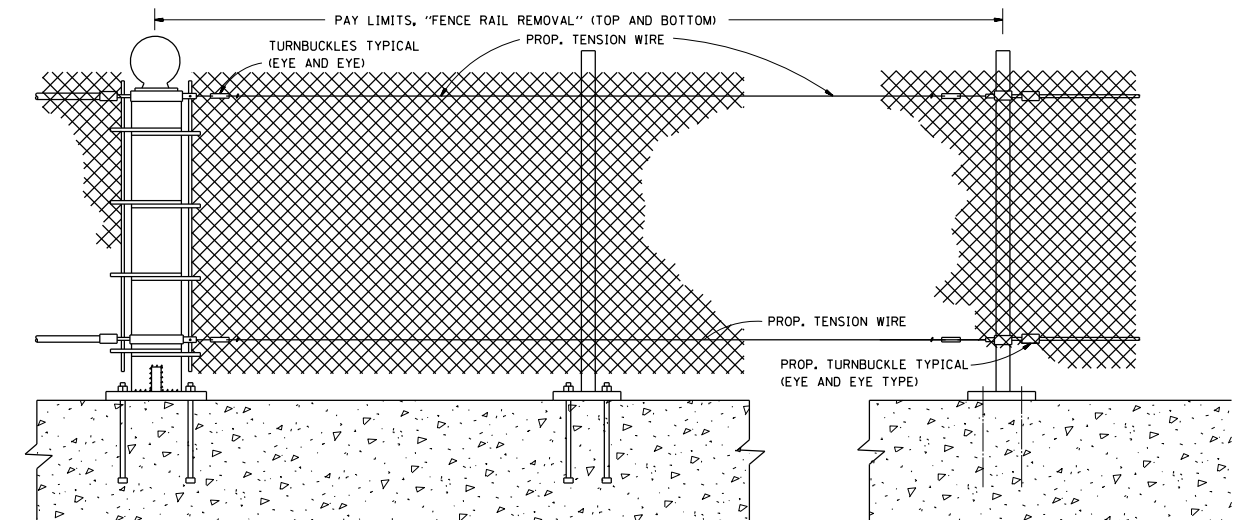 PAY LIMITS, "FENCE RAIL REMOVAL" (TOP AND BOTTOM)
TURNBUCKLES TYPICAL
(EYE AND EYE)
PROP. TENSION WIRE
PROP. TENSION WIRE
PROP. TURNBUCKLE TYPICAL
(EYE AND EYE TYPE)